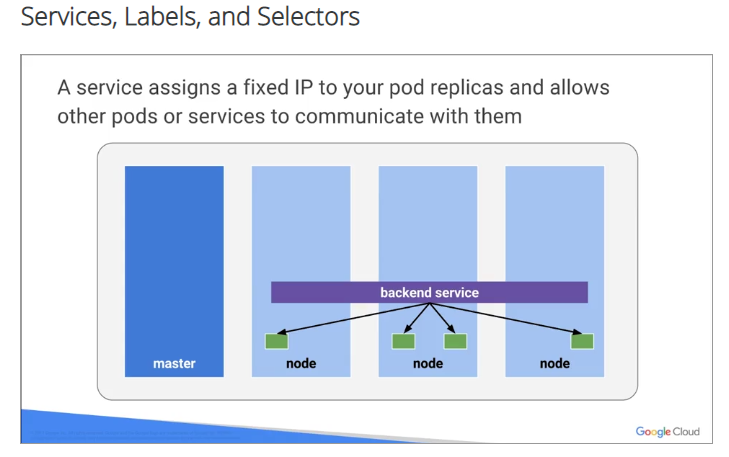 Services, Labels, and Selectors
A service assigns a fixed IP to your pod replicas and allows
other pods or services to communicate with them
backend service
master
node
node
node
Google Cloud